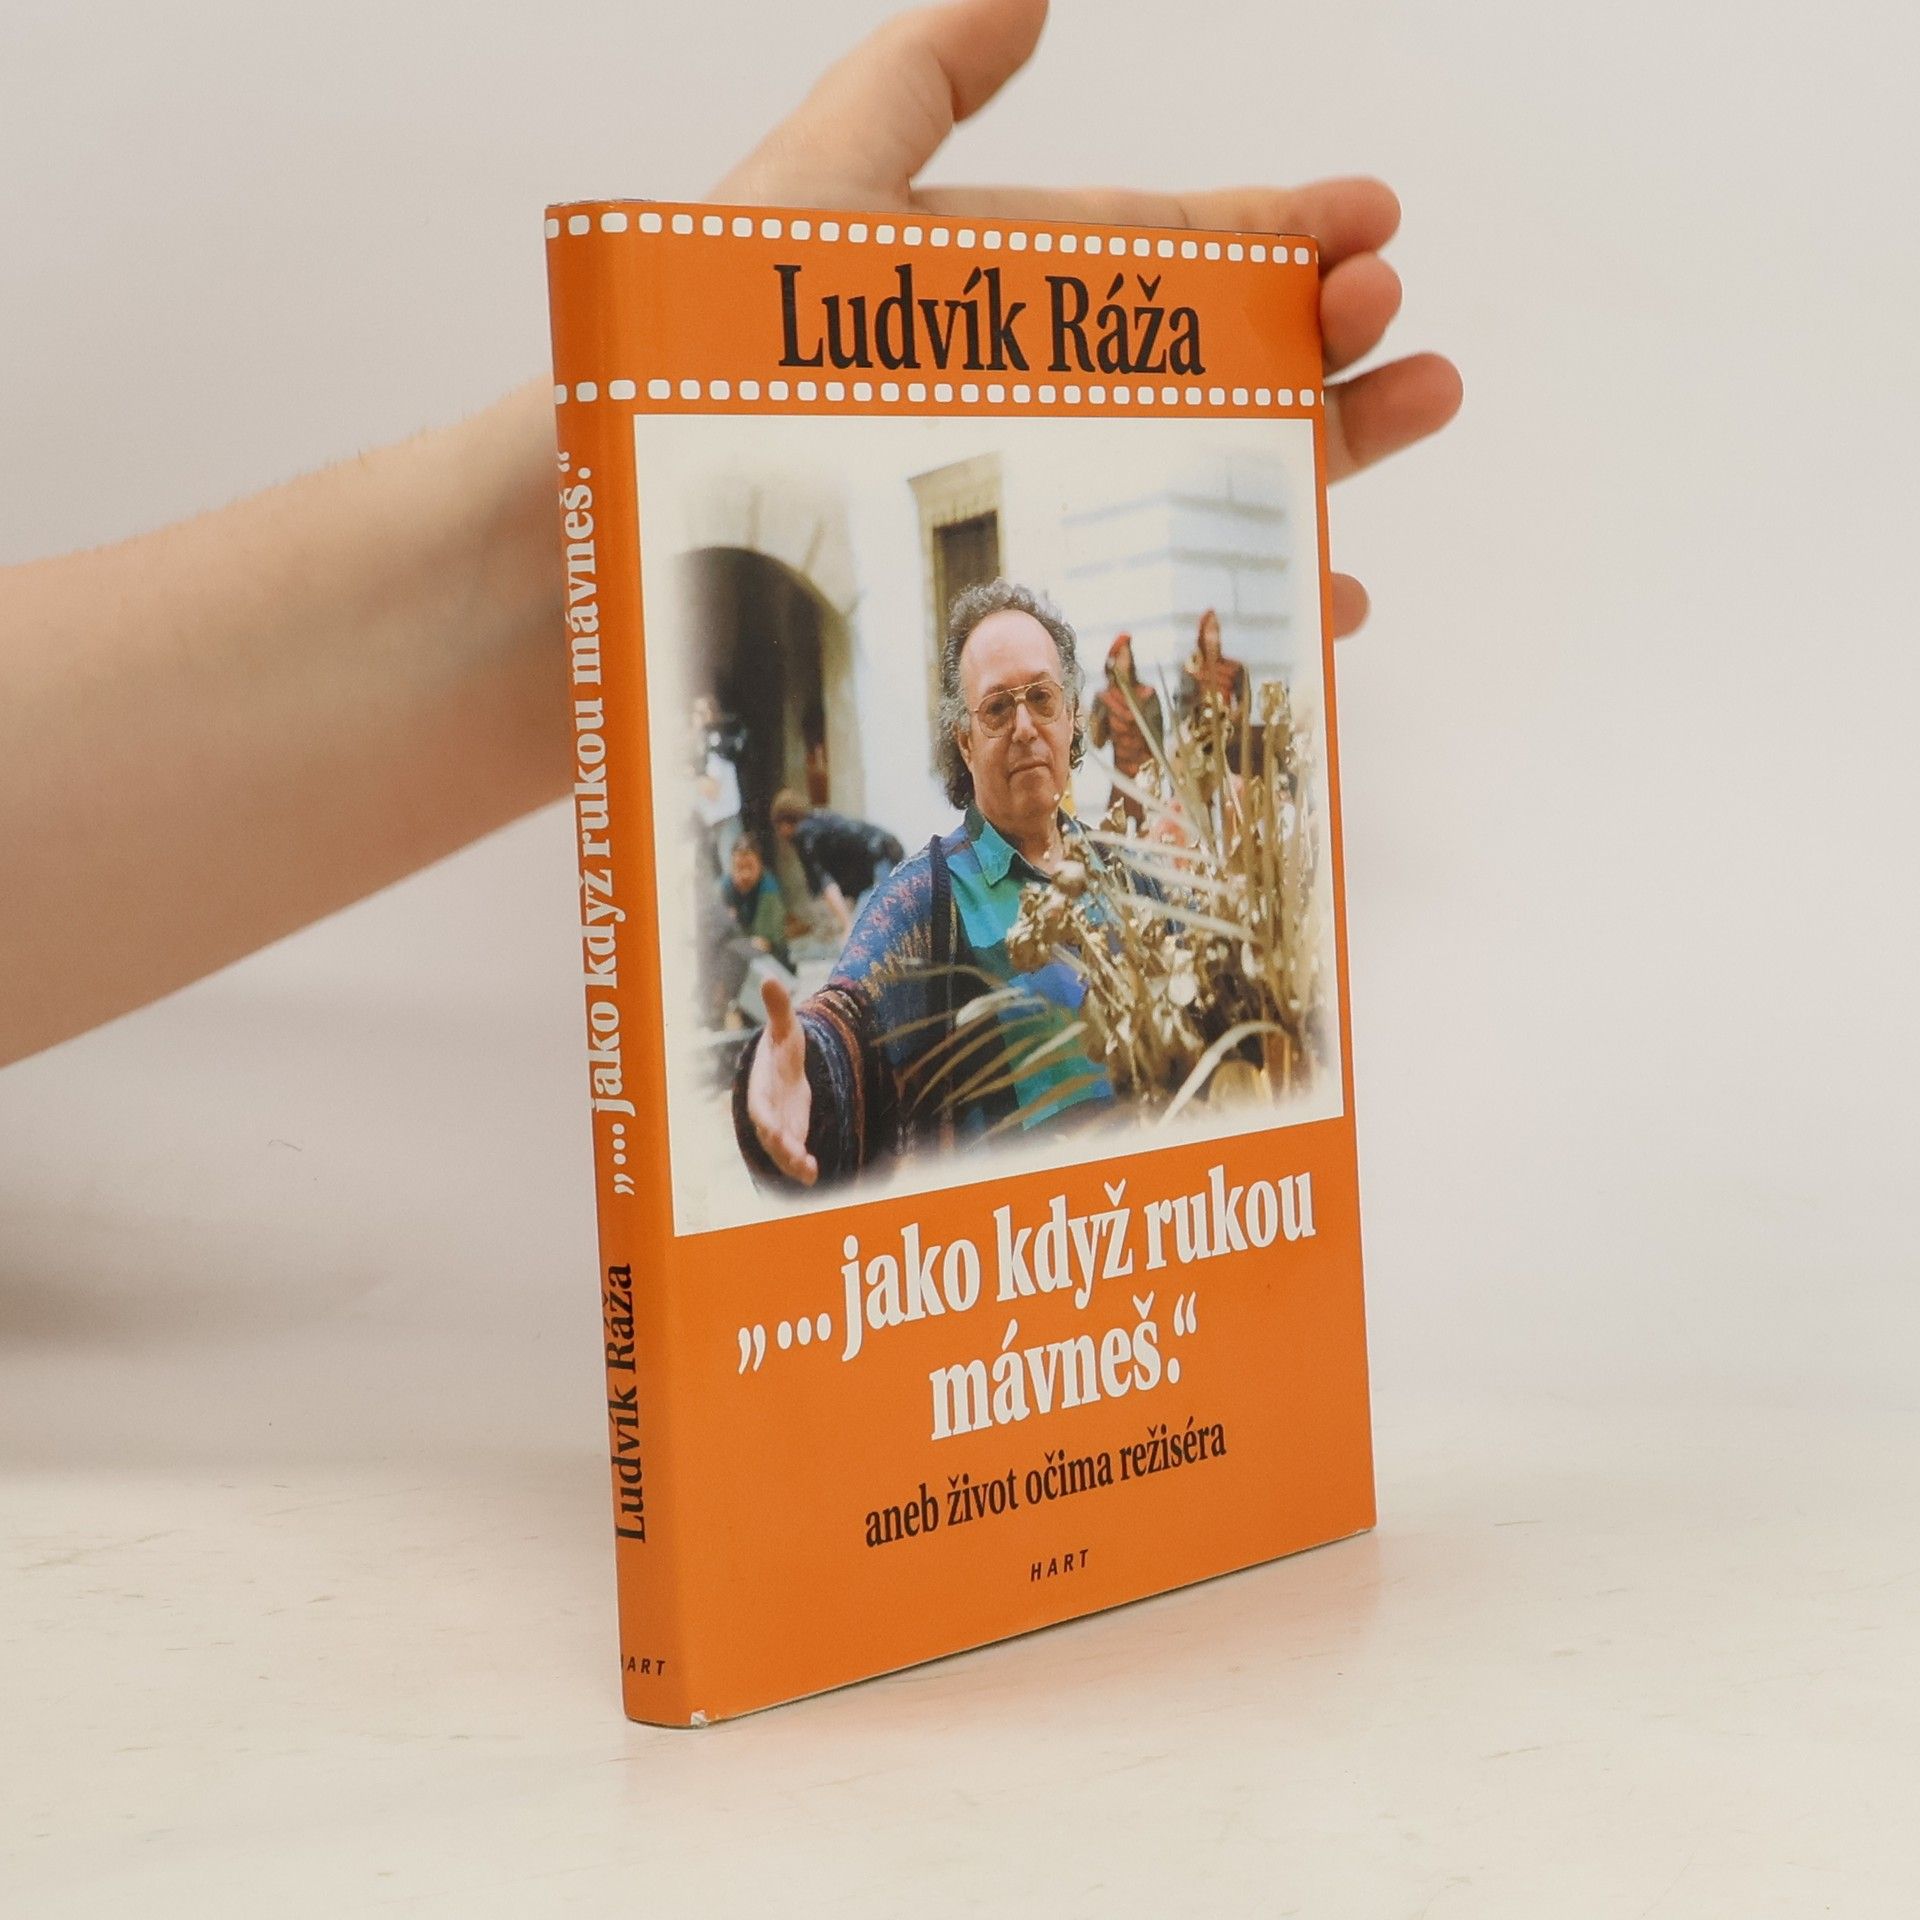 Ludvík Ráža
„...jako když rukou
mávneš.“
aneb život očima režiséra
HART
Ludvík Ráža „...jako když rukou mávneš.“
HART